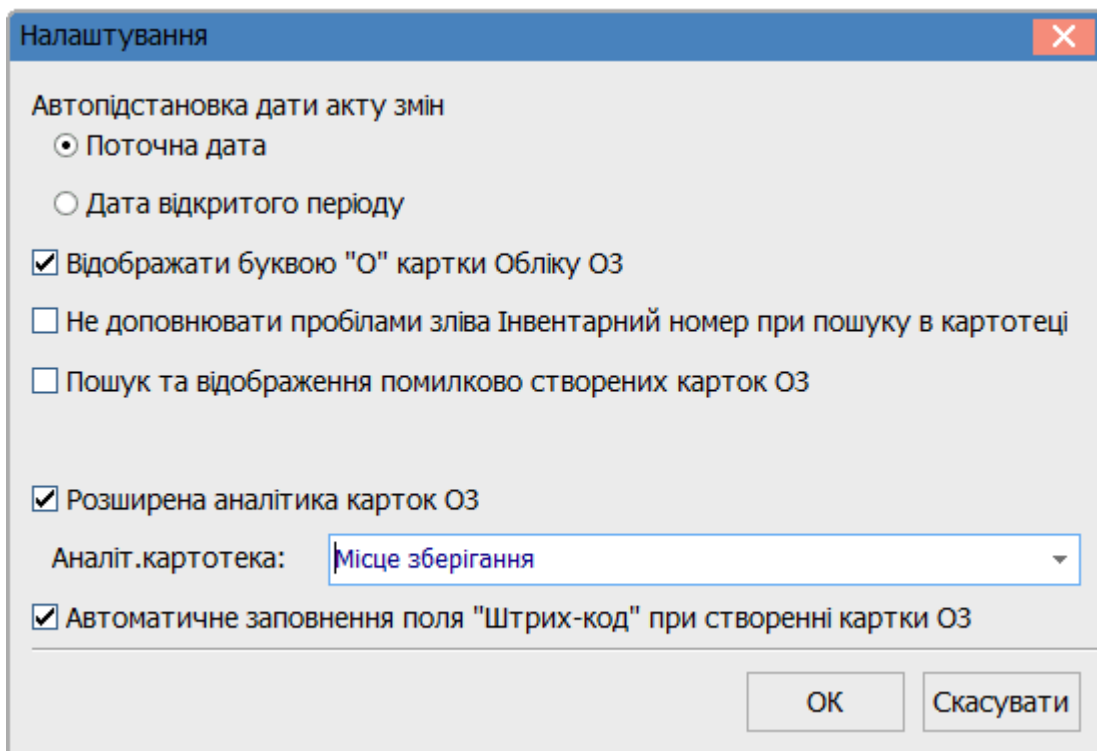 Налаштування
Автопідстановка дати акту змін
Поточна дата
Дата відкритого періоду
Відображати буквою "О" картки Обліку ОЗ
Не доповнювати пробілами зліва Інвентарний номер при пошуку в картотеці
Пошук та відображення помилково створених карток ОЗ
Розширена аналітика карток ОЗ
Аналіт.картотека: Місце зберігання
Автоматичне заповнення поля "Штрих-код" при створенні картки ОЗ
ОК Скасувати